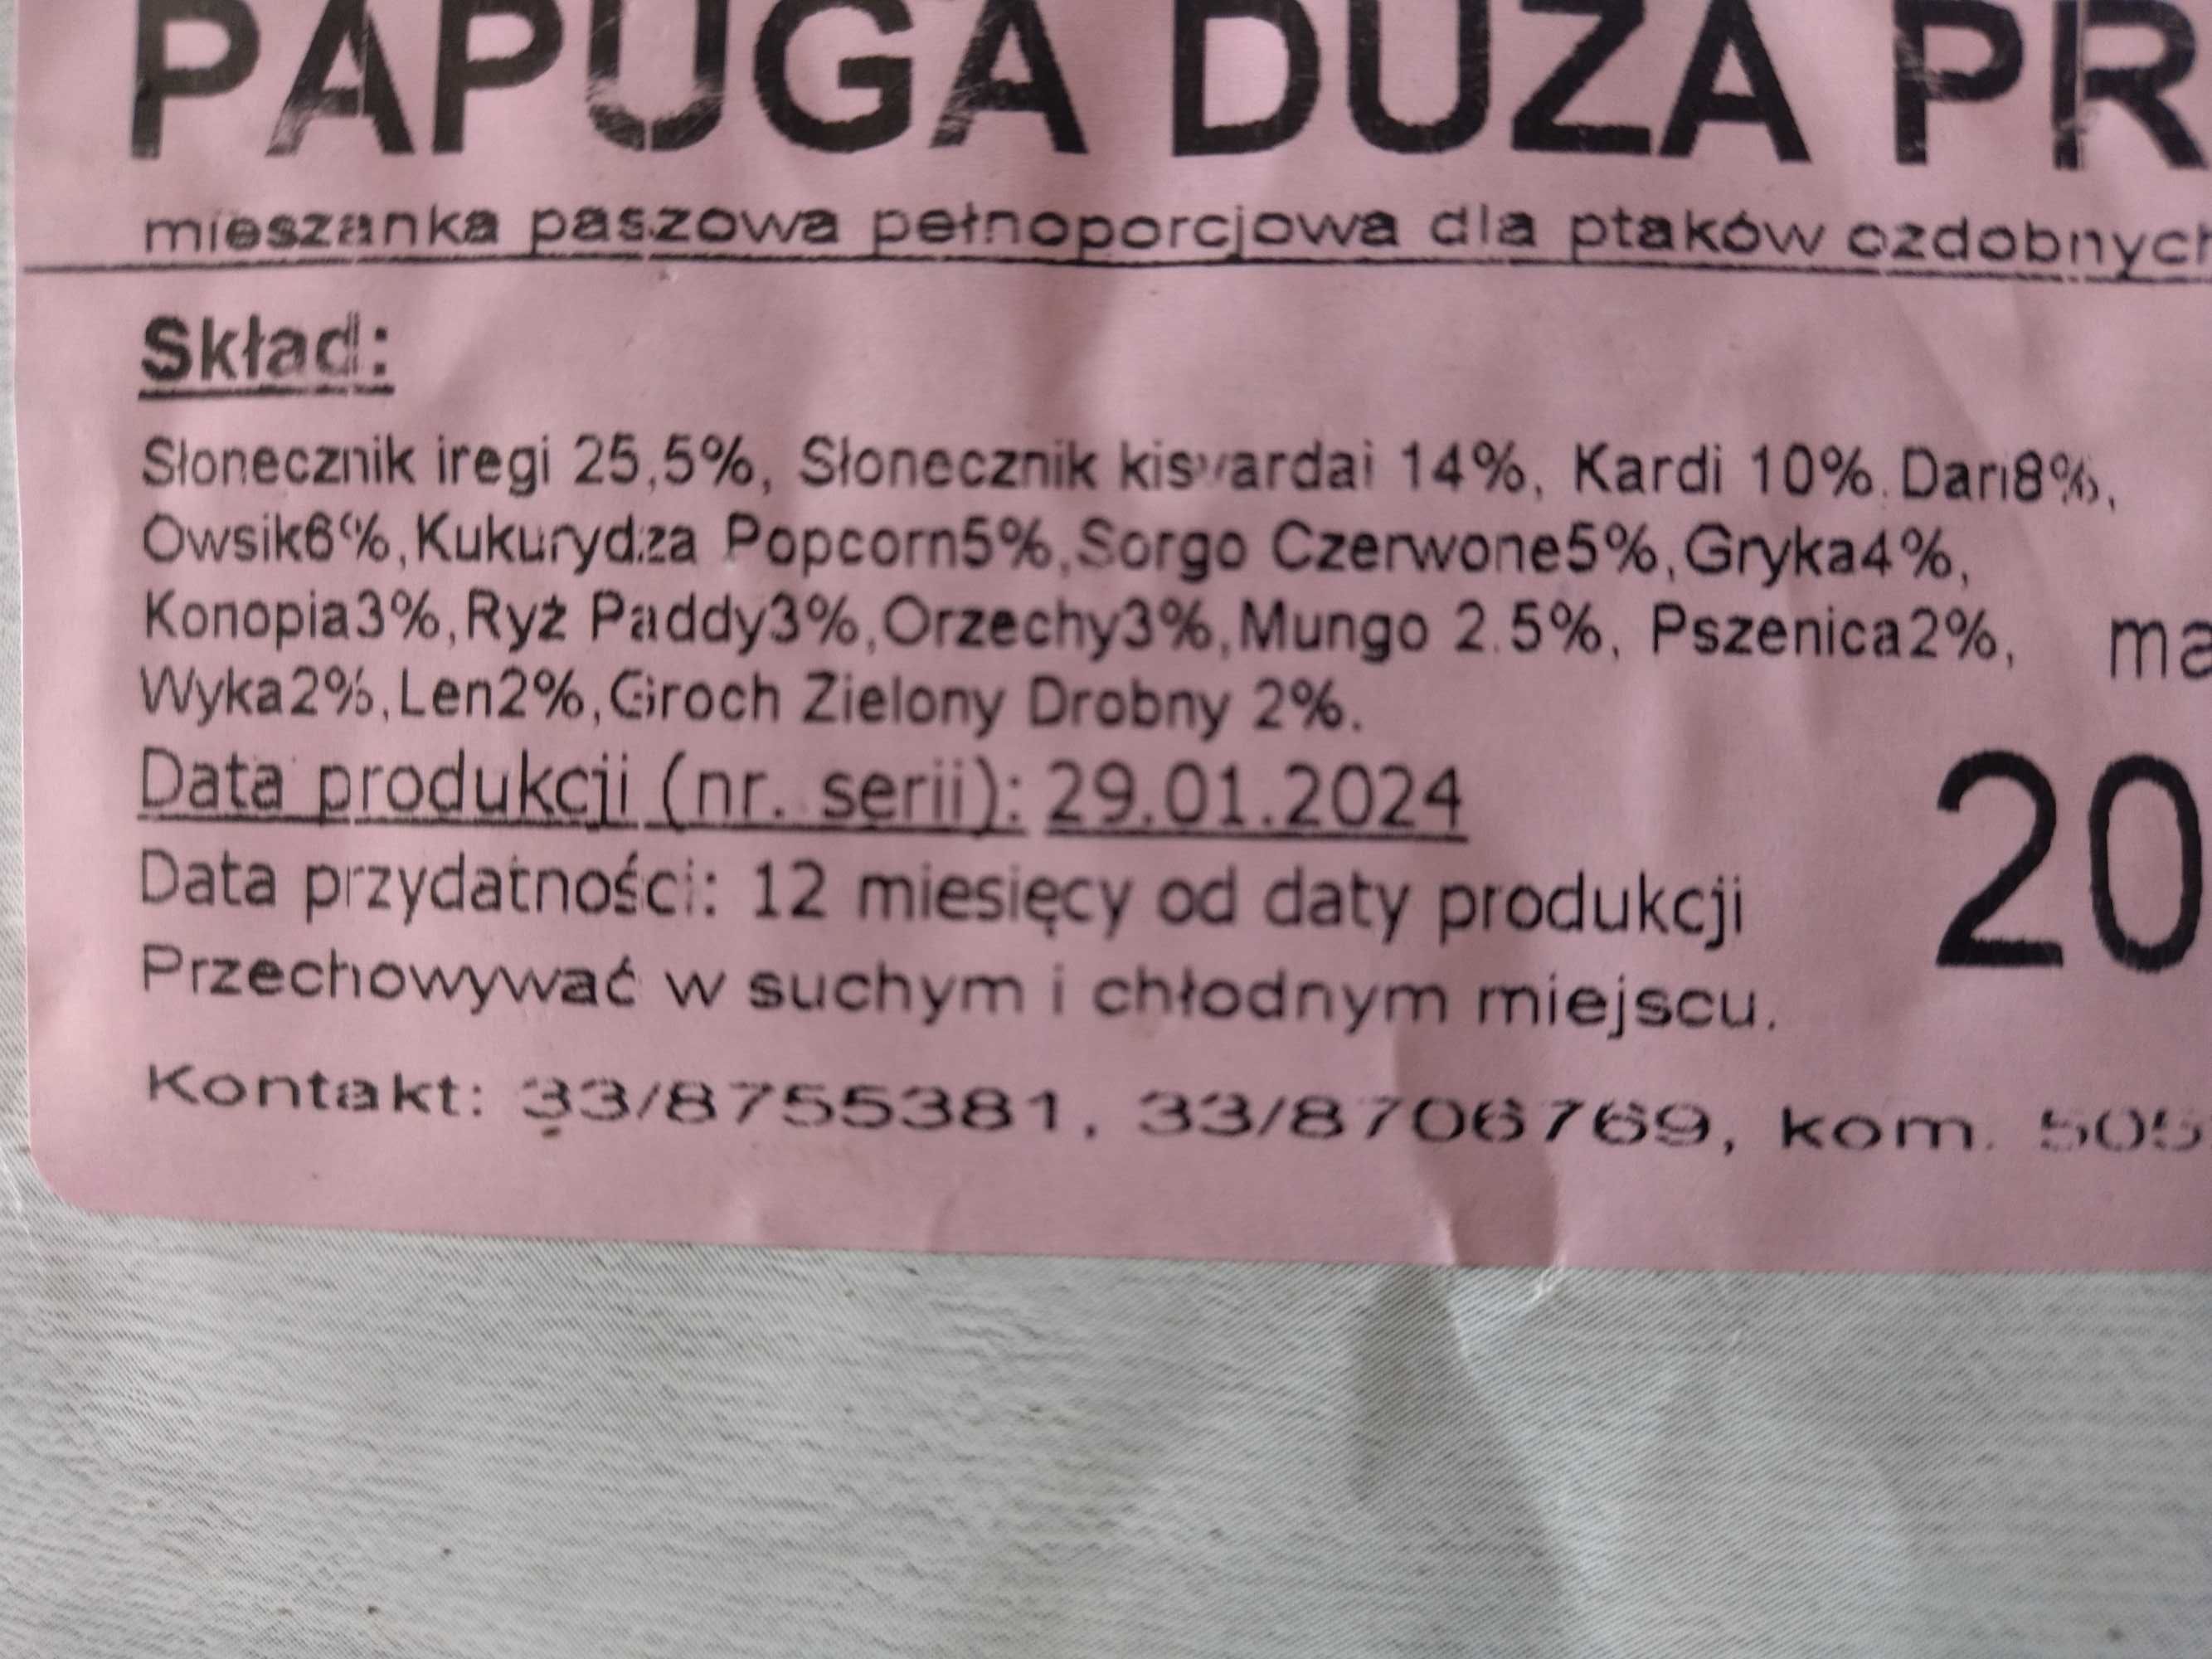 PAPUGA DUŻA PR
mieszanka paszowa pełnoporcjowa dla ptaków ozdobnych
Skład:
Słonecznik iregi 25,5%, Słonecznik kisvardai 14%, Kardi 10%.Dari8%,
Owsik6%,Kukurydza Popcorn5%,Sorgo Czerwone5%,Gryka4%,
Konopia3%,Ryż Paddy3%,Orzechy3%,Mungo 2.5%, Pszenica2%,
Wyka2%,Len2%,Groch Zielony Drobny 2%.
ma
Data produkcji (nr. serii): 29.01.2024
20
Data przydatności: 12 miesięcy od daty produkcji
Przechowywać w suchym i chłodnym miejscu.
Kontakt: 33/8755381, 33/8706769, kom. 505